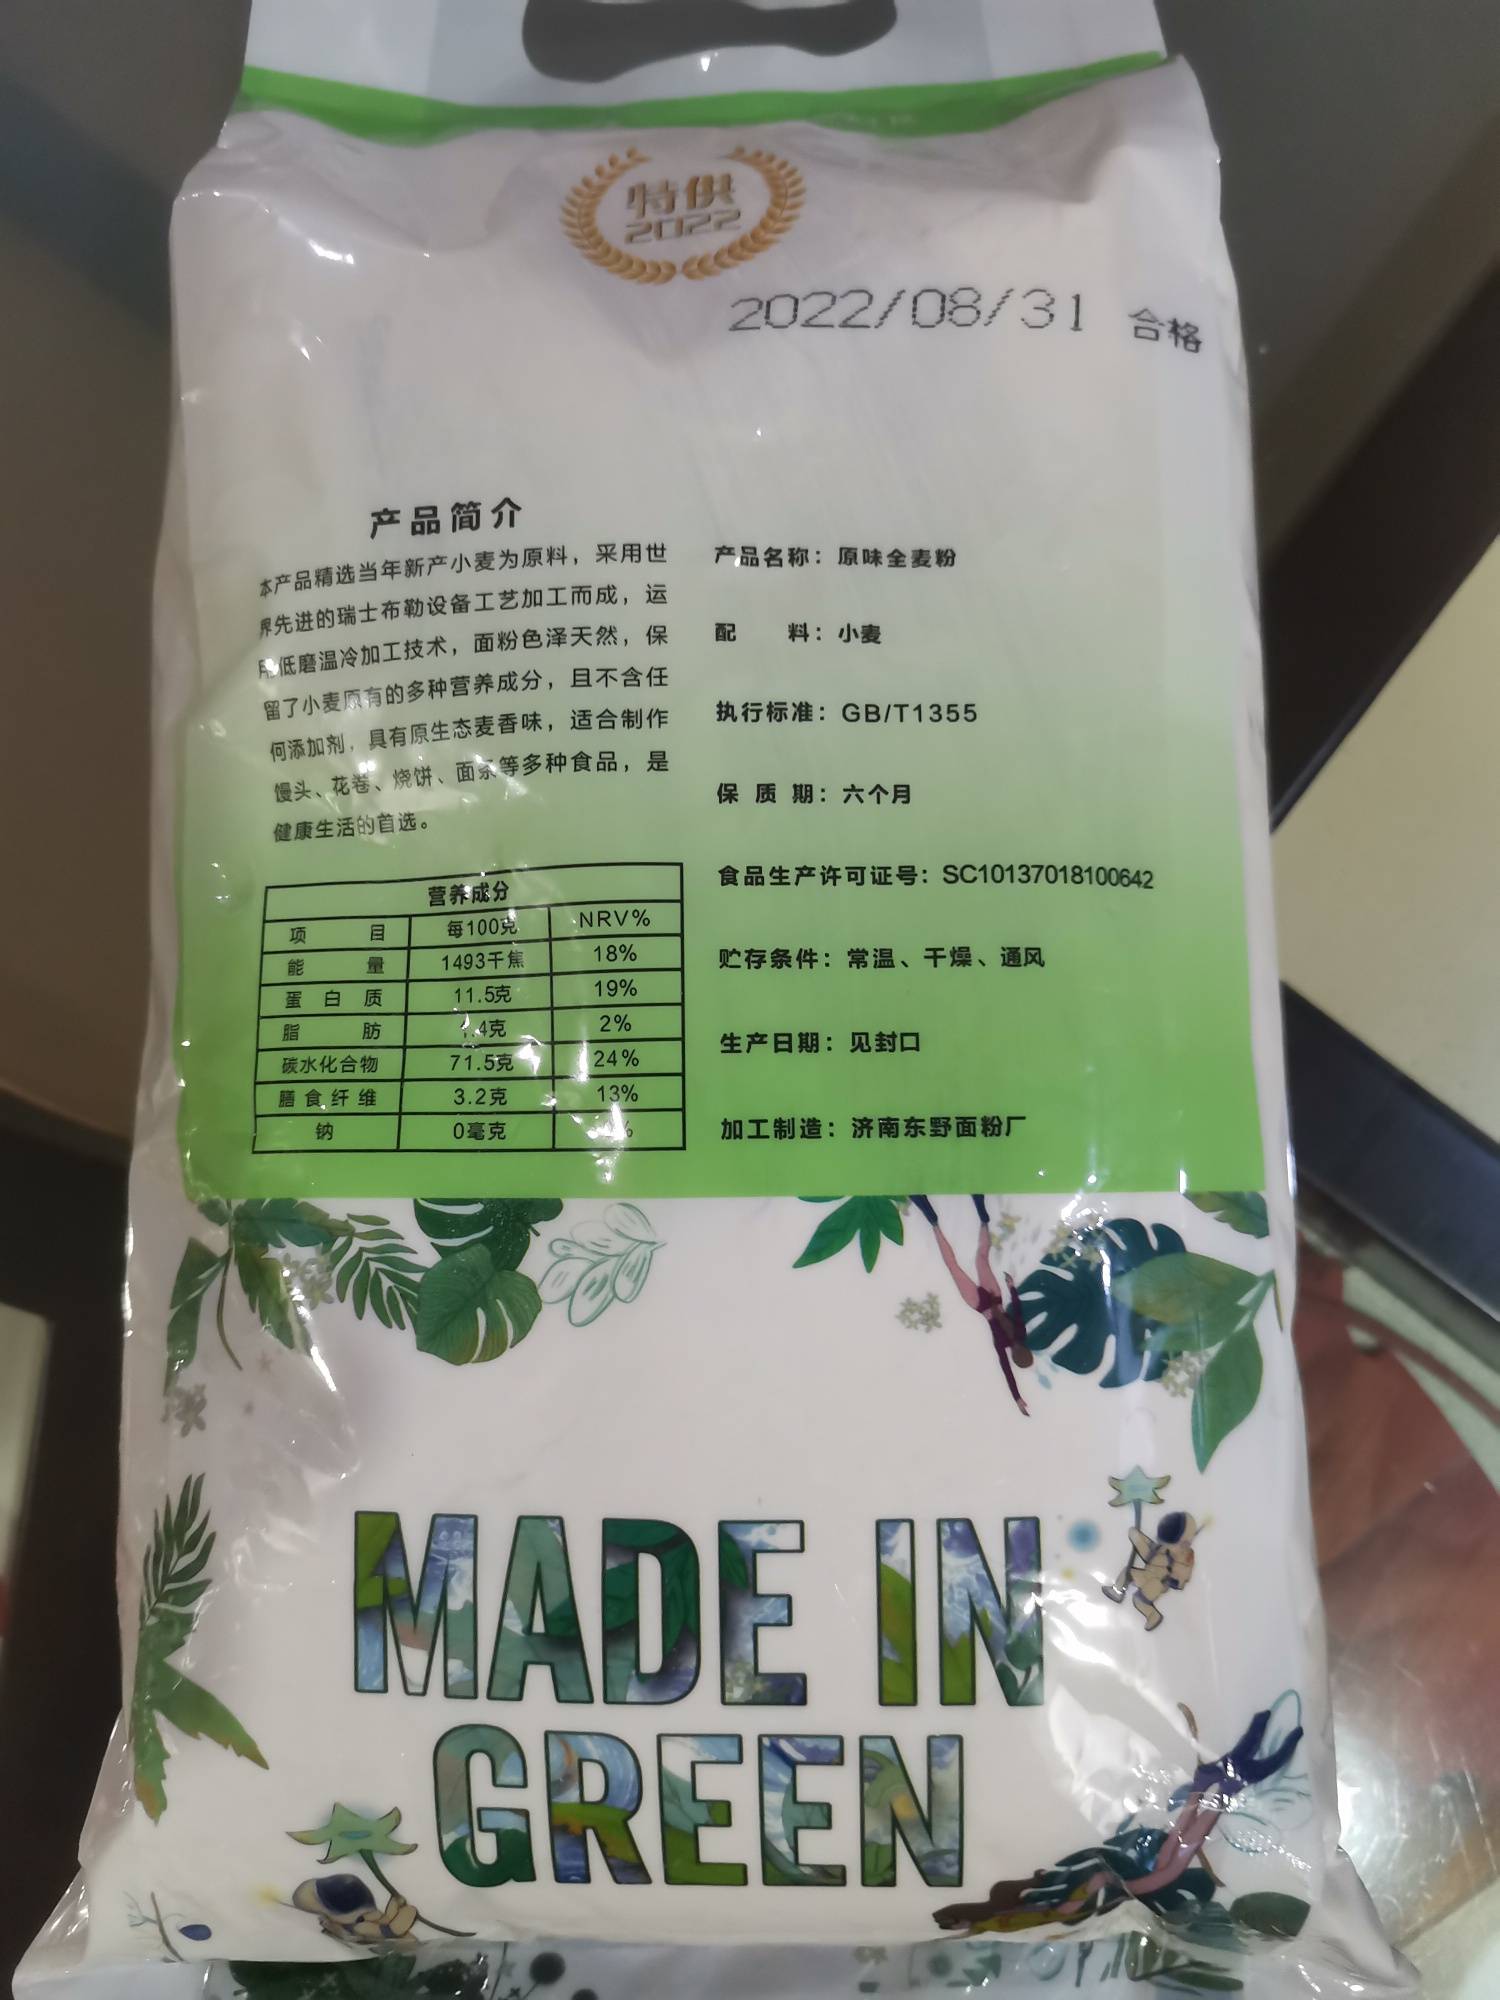 特供
2022
2022/08/31 合格
产品简介
本产品精选当年新产小麦为原料，采用世
界先进的瑞士布勒设备工艺加工而成，运
用低磨温冷加工技术，面粉色泽天然，保
留了小麦原有的多种营养成分，且不含任
何添加剂，具有原生态麦香味，适合制作
馒头、花卷、烧饼、面条等多种食品，是
健康生活的首选。
营养成分
项目 每100克 NRV%
能量 1493千焦 18%
蛋白质 11.5克 19%
脂肪 1.4克 2%
碳水化合物 71.5克 24%
膳食纤维 3.2克 13%
钠 0毫克
产品名称：原味全麦粉
配 料：小麦
执行标准：GB/T1355
保质期：六个月
食品生产许可证号：SC10137018100642
贮存条件：常温、干燥、通风
生产日期：见封口
加工制造：济南东野面粉厂
MADE IN
GREEN